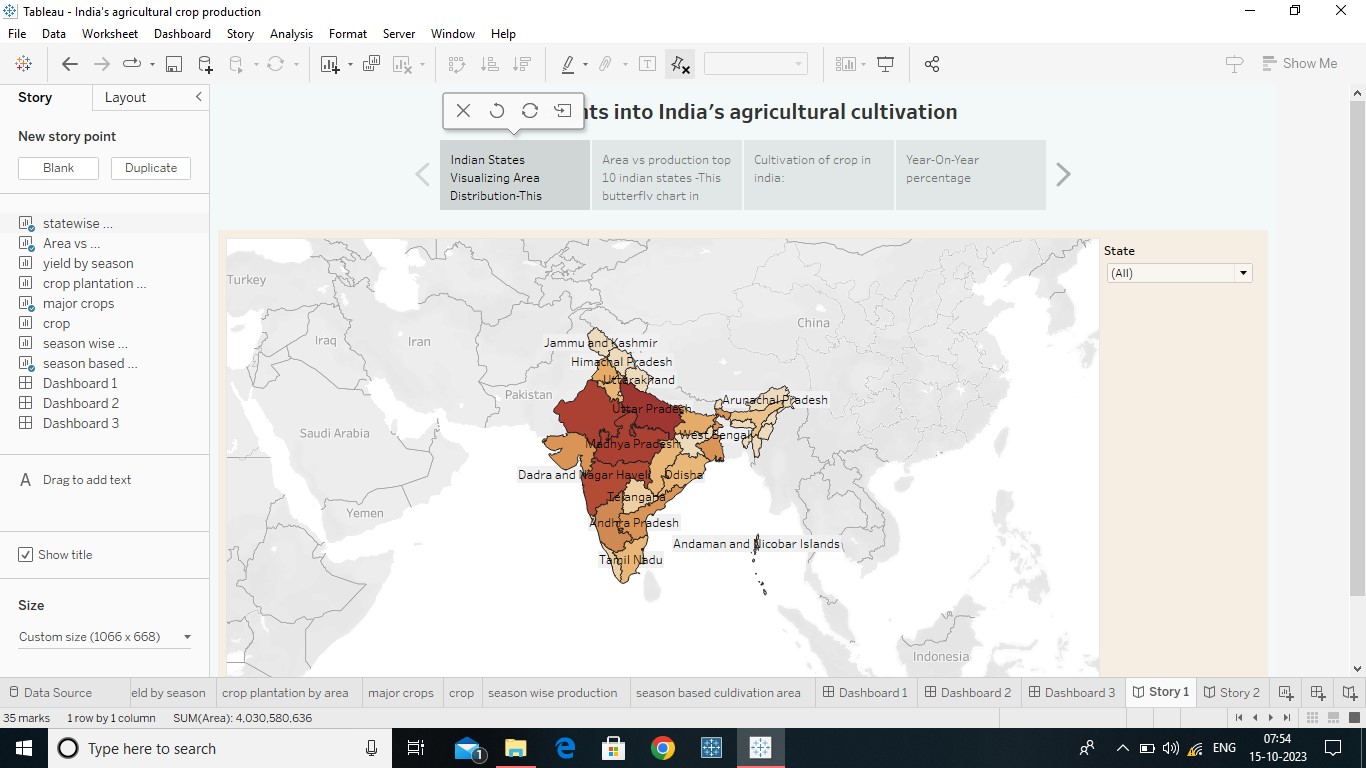 Tableau - India's agricultural crop production
File Data Worksheet Dashboard Story Analysis Format Server Window Help
Show Me
Story
Layout
New story point
Blank
Duplicate
statewise ...
Area vs ...
yield by season
crop plantation ...
major crops
crop
season wise ...
season based ...
Dashboard 1
Dashboard 2
Dashboard 3
A Drag to add text
Show title
Size
Custom size (1066 x 668)
nts into India's agricultural cultivation
Indian States
Visualizing Area
Distribution-This
Area vs production top
10 indian states -This
butterfly chart in
Cultivation of crop in
india:
Year-On-Year
percentage
State
(All)
Turkey
China
Iraq
Iran
Jammu and Kashmir
Himachal Pradesh
Uttarakhand
Pakistan
Arunachal Pradesh
Uttar Pradesh
Saudi Arabia
West Bengal
Madhya Pradesh
Dadra and Nagar Haveli
Odisha
Telangana
Yemen
Andhra Pradesh
Andaman and Nicobar Islands
Tamil Nadu
Indonesia
Data Source
eld by season
crop plantation by area
major crops
crop
season wise production
season based culdivation area
Dashboard 1
Dashboard 2
Dashboard 3
Story 1
Story 2
35 marks 1 row by 1 column SUM(Area): 4,030,580,636
Type here to search
1
ENG
07:54
15-10-2023